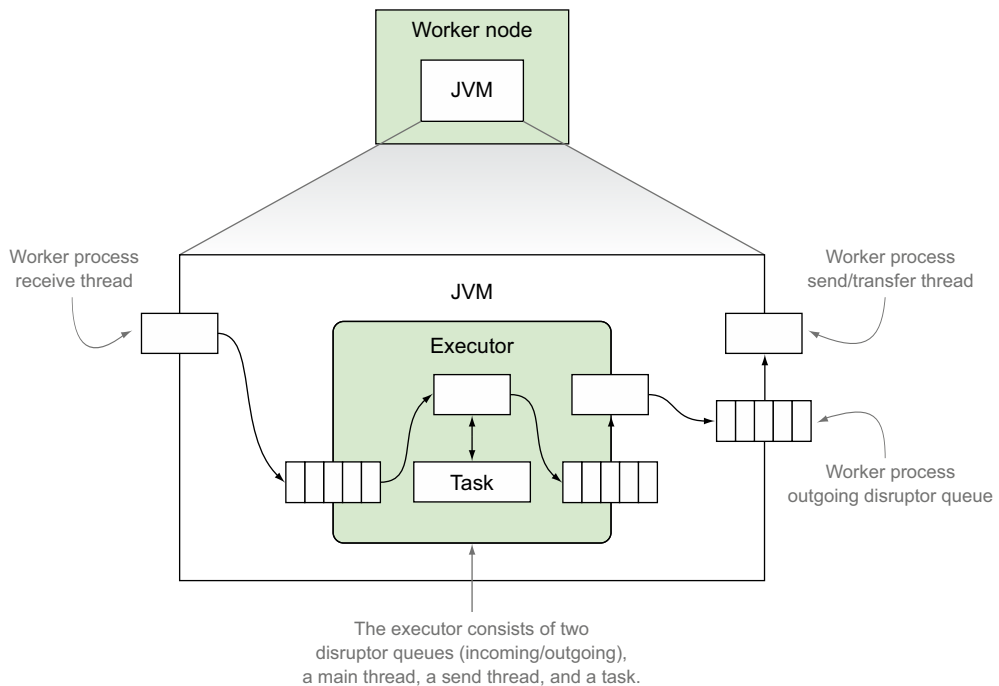 Worker node
JVM
Worker process
receive thread
Worker process
send/transfer thread
JVM
Executor
Task
Worker process
outgoing disruptor queue
The executor consists of two
disruptor queues (incoming/outgoing),
a main thread, a send thread, and a task.